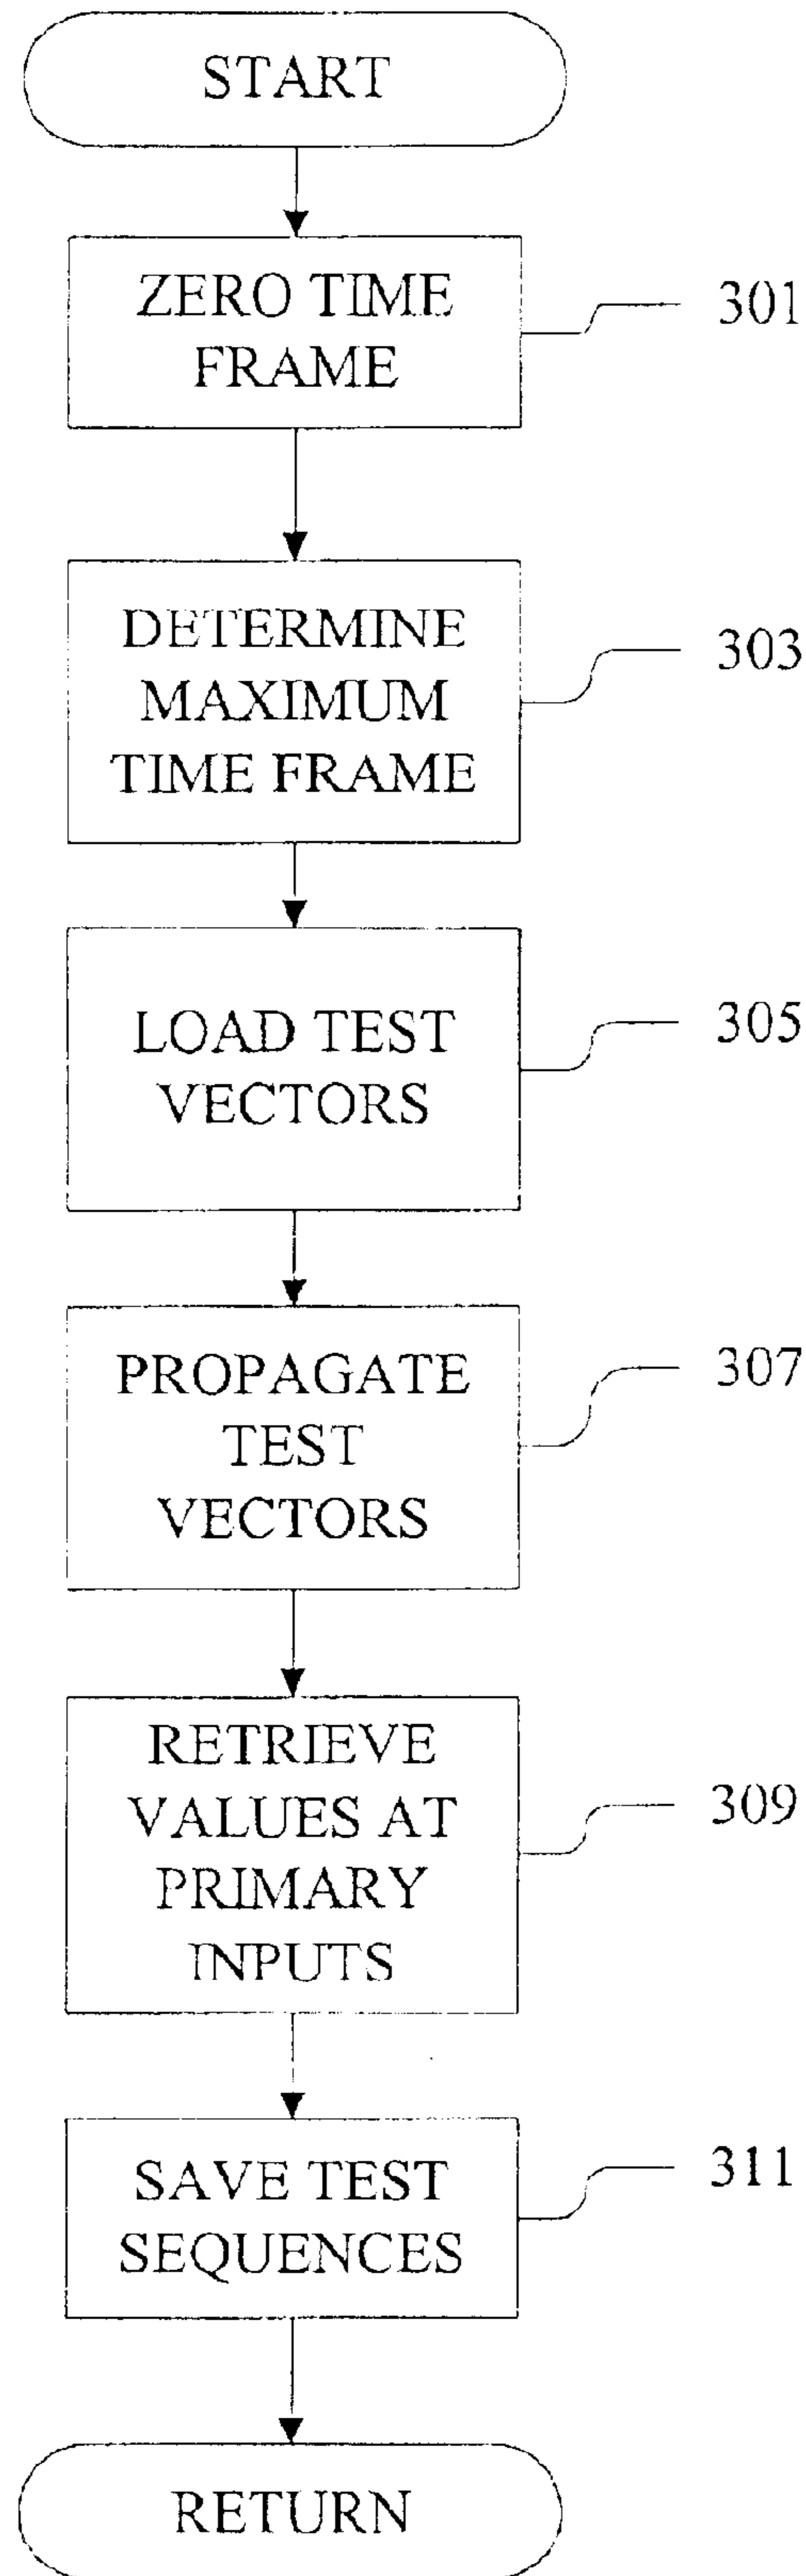 START
ZERO TIME
FRAME
301
DETERMINE
MAXIMUM
TIME FRAME
303
LOAD TEST
VECTORS
305
PROPAGATE
TEST
VECTORS
307
RETRIEVE
VALUES AT
PRIMARY
INPUTS
309
SAVE TEST
SEQUENCES
311
RETURN